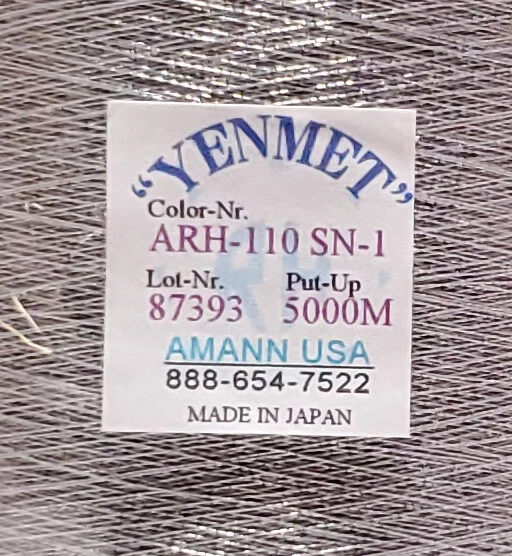 "YENMET"
Color-Nr.
ARH-110 SN-1
Lot-Nr. Put-Up
87393 5000M
AMANN USA
888-654-7522
MADE IN JAPAN